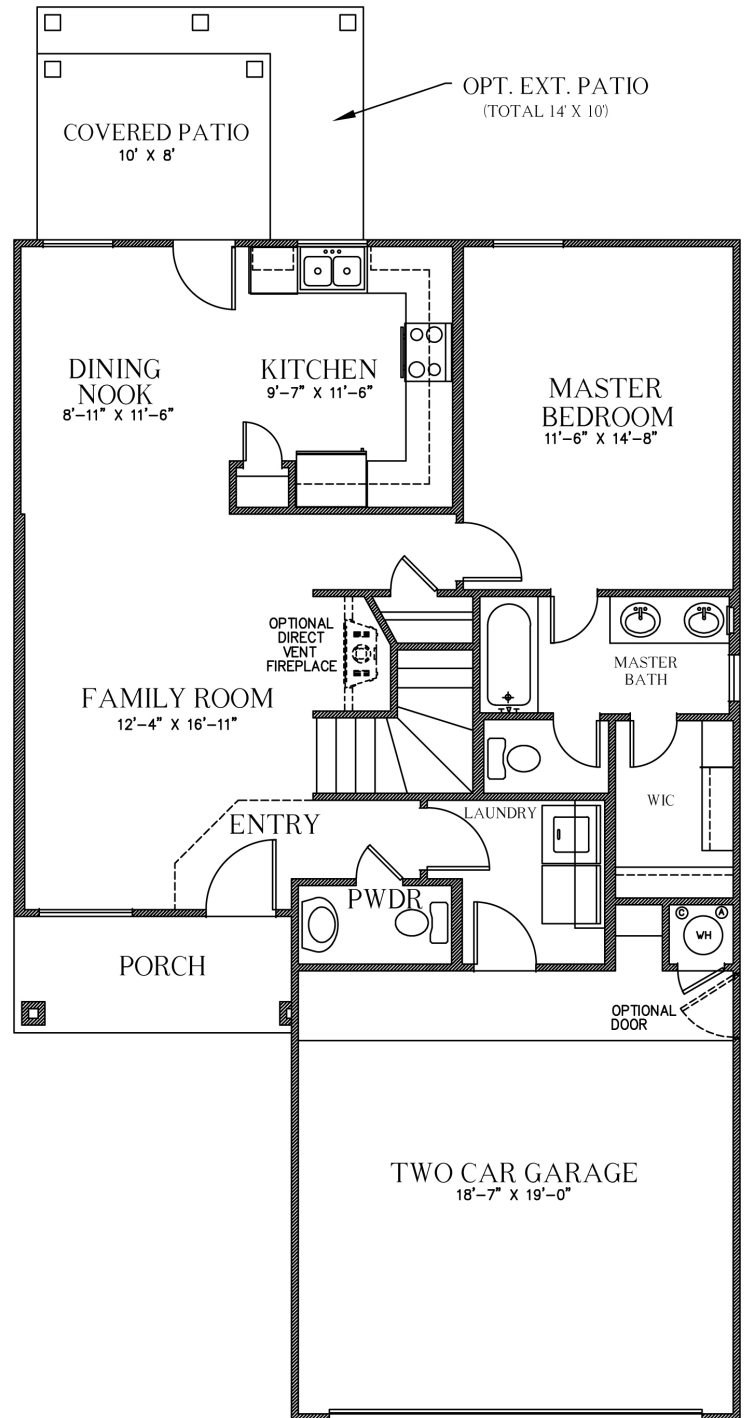 OPT. EXT. PATIO
(TOTAL 14' X 10')
COVERED PATIO
10' X 8'
DINING
NOOK
8'-11" X 11'-6"
KITCHEN
9'-7" X 11'-6"
MASTER
BEDROOM
11'-6" X 14'-8"
OPTIONAL
DIRECT
VENT
FIREPLACE
MASTER
BATH
FAMILY ROOM
12'-4" X 16'-11"
WIC
LAUNDRY
ENTRY
PWDR
C
A
WH
PORCH
OPTIONAL
DOOR
TWO CAR GARAGE
18'-7" X 19'-0"